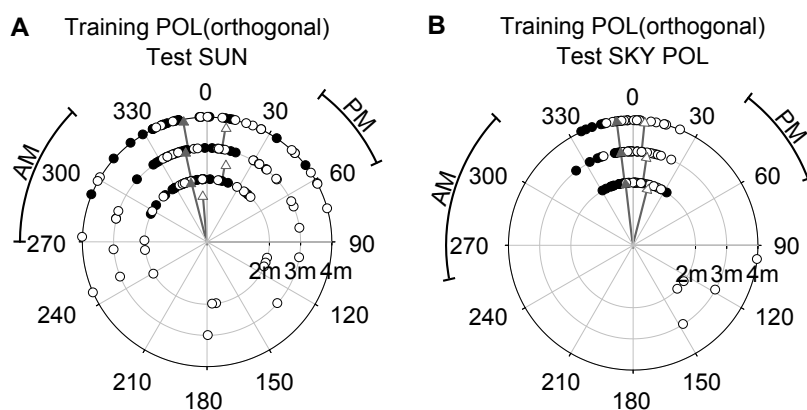 A
Training POL(orthogonal)
Test SUN
0
30
60
90
120
150
180
210
240
270
300
330
AM
PM
2m 3m 4m
B
Training POL(orthogonal)
Test SKY POL
0
30
60
90
120
150
180
210
240
270
300
330
AM
PM
2m 3m 4m